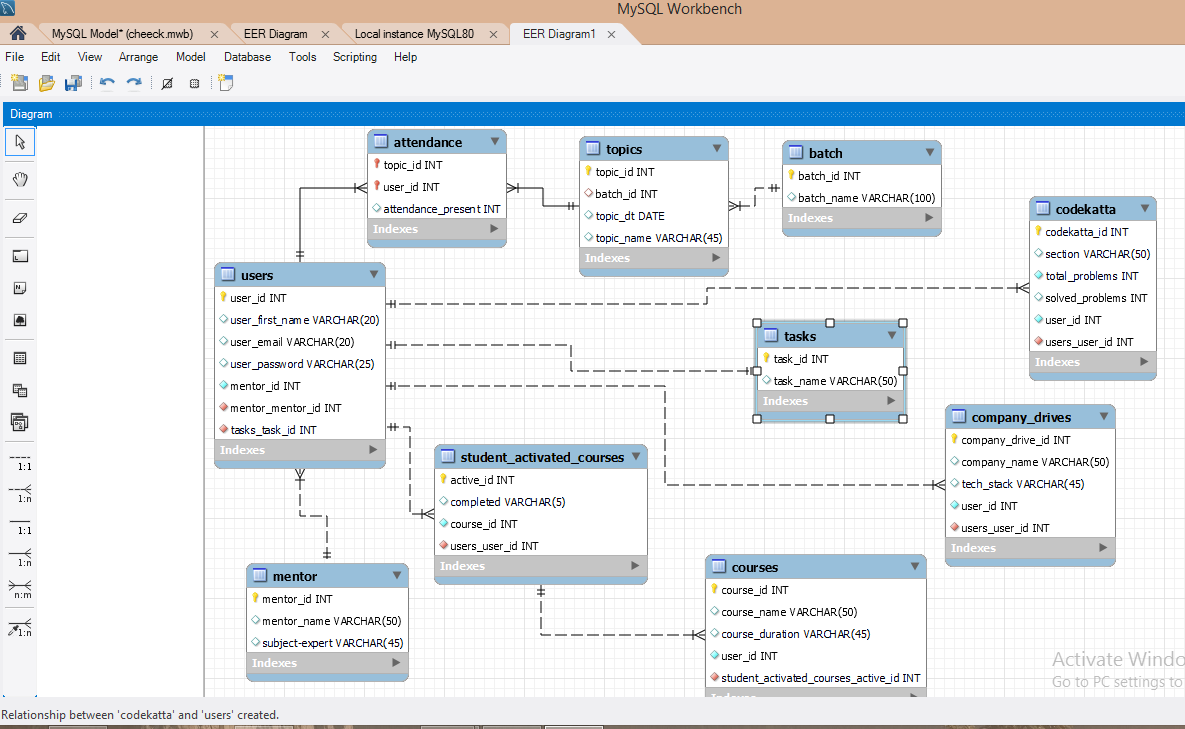 MySQL Workbench
MySQL Model* (cheeck.mwb)
EER Diagram
Local instance MySQL80
EER Diagram1
File Edit View Arrange Model Database Tools Scripting Help
Diagram
attendance
topic_id INT
user_id INT
attendance_present INT
Indexes
topics
topic_id INT
batch_id INT
topic_dt DATE
topic_name VARCHAR(45)
Indexes
batch
batch_id INT
batch_name VARCHAR(100)
Indexes
codekatta
codekatta_id INT
section VARCHAR(50)
total_problems INT
solved_problems INT
user_id INT
users_user_id INT
Indexes
users
user_id INT
user_first_name VARCHAR(20)
user_email VARCHAR(20)
user_password VARCHAR(25)
mentor_id INT
mentor_mentor_id INT
tasks_task_id INT
Indexes
tasks
task_id INT
task_name VARCHAR(50)
Indexes
company_drives
company_drive_id INT
company_name VARCHAR(50)
tech_stack VARCHAR(45)
user_id INT
users_user_id INT
Indexes
student_activated_courses
active_id INT
completed VARCHAR(5)
course_id INT
users_user_id INT
Indexes
mentor
mentor_id INT
mentor_name VARCHAR(50)
subject-expert VARCHAR(45)
Indexes
courses
course_id INT
course_name VARCHAR(50)
course_duration VARCHAR(45)
user_id INT
student_activated_courses_active_id INT
Indexes
1:1
1:n
1:1
1:n
n:m
1:n
Activate Windo
Go to PC settings to
Relationship between 'codekatta' and 'users' created.